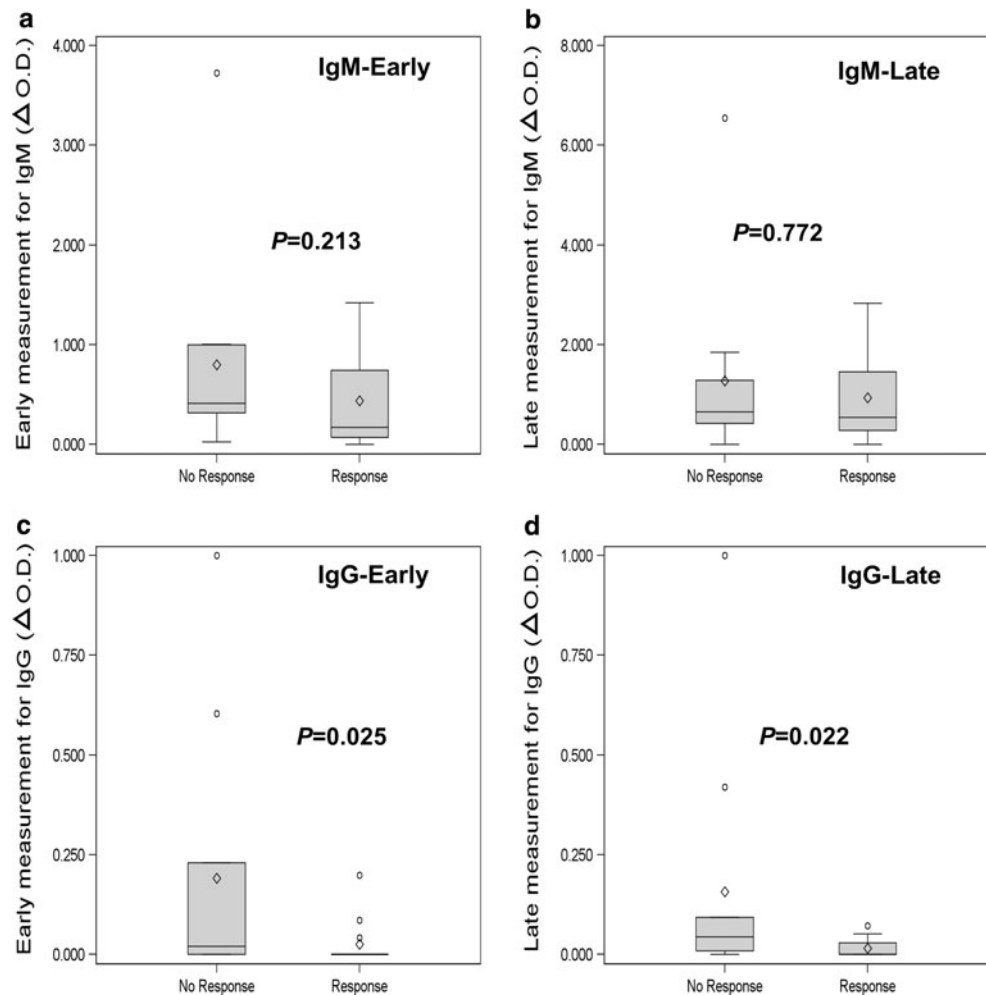 a
Early measurement for IgM (△O.D.)
4.000
3.000
2.000
1.000
0.000
IgM-Early
P=0.213
No Response
Response
b
Late measurement for IgM (△O.D.)
8.000
6.000
4.000
2.000
0.000
IgM-Late
P=0.772
No Response
Response
c
Early measurement for IgG (△O.D.)
1.000
0.750
0.500
0.250
0.000
IgG-Early
P=0.025
No Response
Response
d
Late measurement for IgG (△O.D.)
1.000
0.750
0.500
0.250
0.000
IgG-Late
P=0.022
No Response
Response